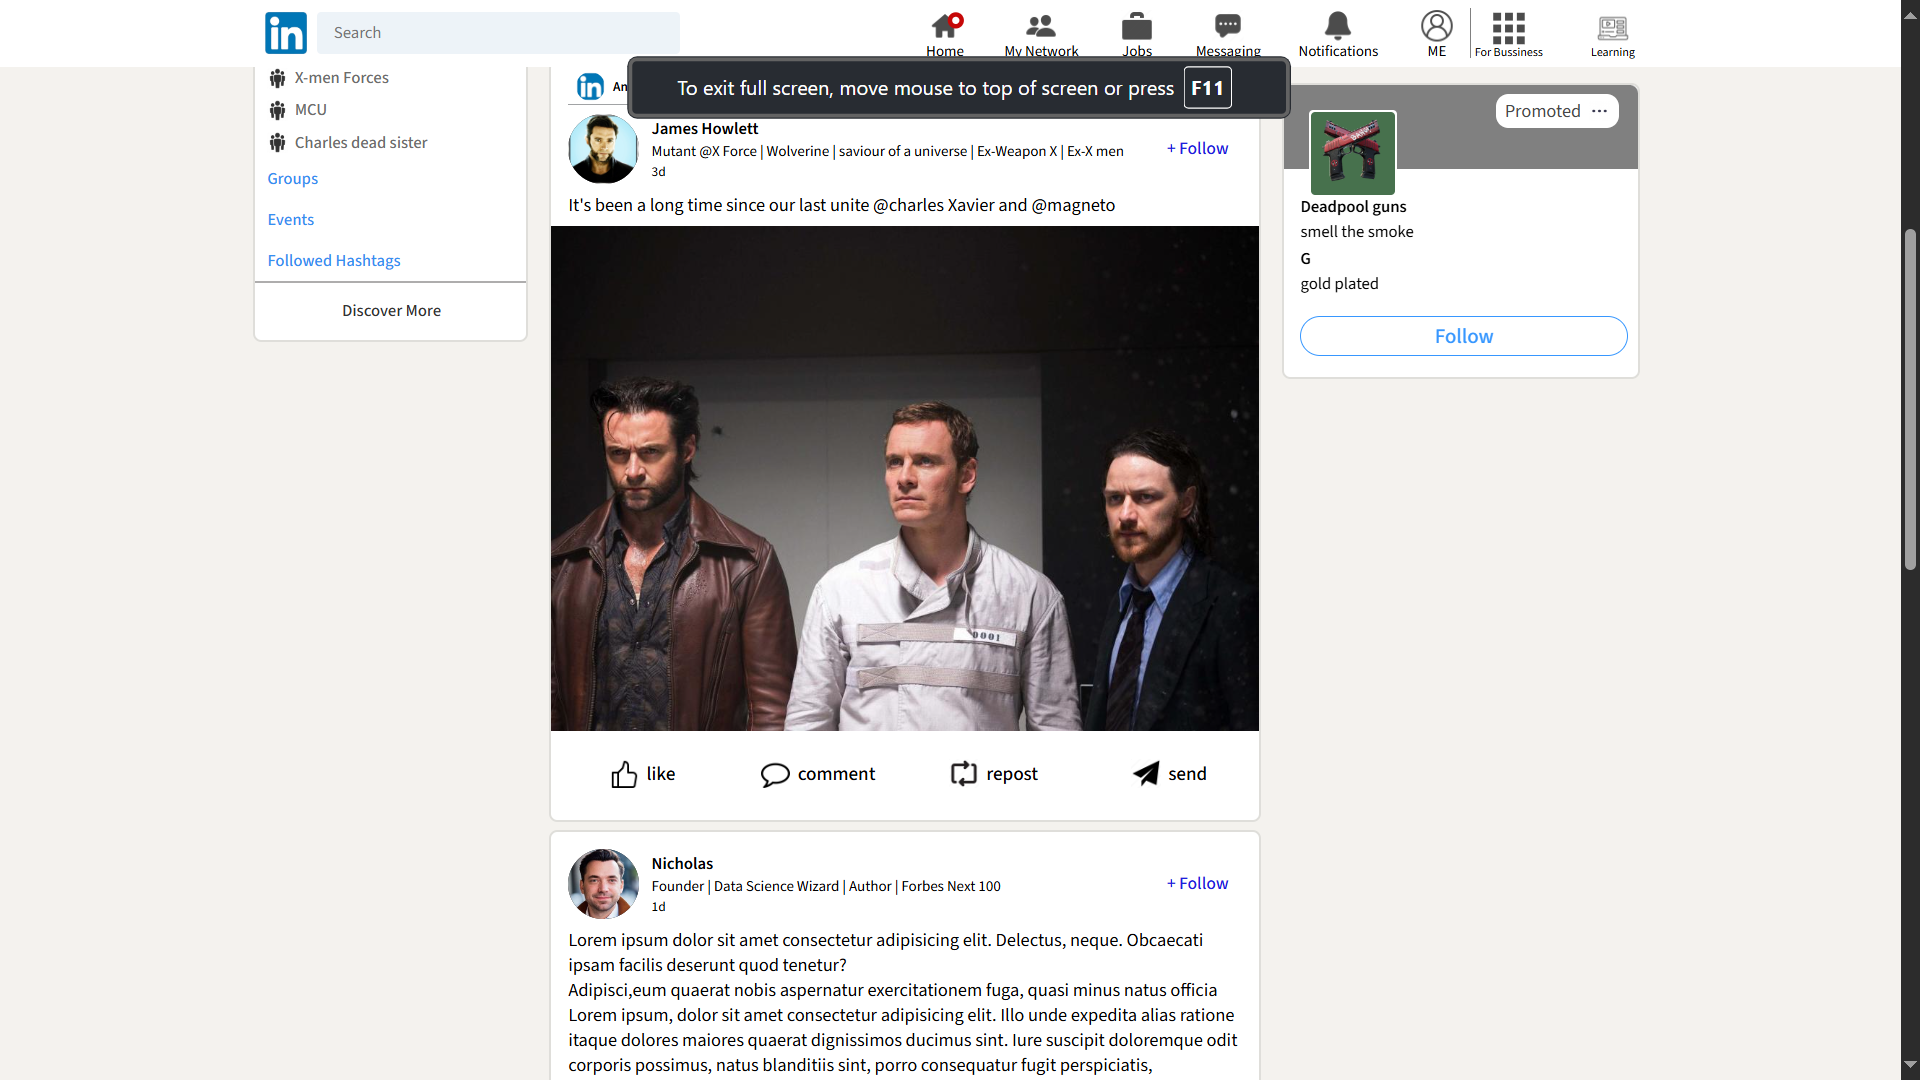 in
Search
Home
My Network
Jobs
Messaging
Notifications
ME
For Bussiness
Learning
To exit full screen, move mouse to top of screen or press F11
X-men Forces
MCU
Charles dead sister
Groups
Events
Followed Hashtags
Discover More
in
James Howlett
Mutant @X Force | Wolverine | saviour of a universe | Ex-Weapon X | Ex-X men
3d
+ Follow
It's been a long time since our last unite @charles Xavier and @magneto
0001
like
comment
repost
send
Nicholas
Founder | Data Science Wizard | Author | Forbes Next 100
1d
+ Follow
Lorem ipsum dolor sit amet consectetur adipisicing elit. Delectus, neque. Obcaecati
ipsam facilis deserunt quod tenetur?
Adipisci,eum quaerat nobis aspernatur exercitationem fuga, quasi minus natus officia
Lorem ipsum, dolor sit amet consectetur adipisicing elit. Illo unde expedita alias ratione
itaque dolores maiores quaerat dignissimos ducimus sint. Iure suscipit doloremque odit
corporis possimus, natus blanditiis sint, porro consequatur fugit perspiciatis,
Promoted ...
Deadpool guns
smell the smoke
G
gold plated
Follow